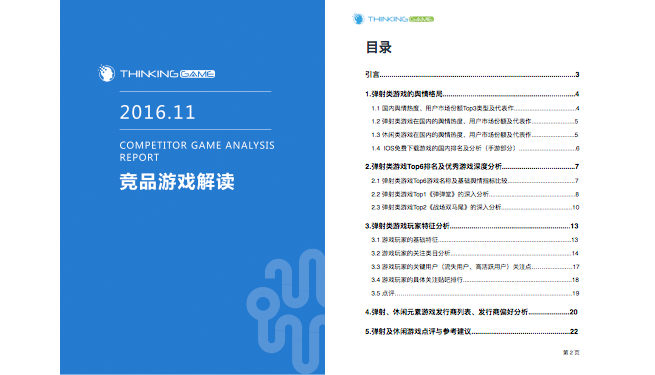 THINKINGGAME
2016.11
COMPETITOR GAME ANALYSIS
REPORT
竞品游戏解读
THINKINGGAME
目录
引言 3
1.弹射类游戏的舆情格局 4
1.1 国内舆情热度、用户市场份额Top3类型及代表作 4
1.2 弹射类游戏在国内的舆情热度、用户市场份额及代表作 5
1.3 休闲类游戏在国内的舆情热度、用户市场份额及代表作 5
1.4 IOS免费下载游戏的国内排名及分析（手游部分） 6
2.弹射类游戏Top6排名及优秀游戏深度分析 7
2.1 弹射类游戏Top6游戏名称及基础舆情指标比较 7
2.2 弹射类游戏Top1《弹弹堂》的深入分析 8
2.3 弹射类游戏Top2《战场双马尾》的深入分析 10
3.弹射类游戏玩家特征分析 13
3.1 游戏玩家的基础特征 13
3.2 游戏玩家的关注类目分析 14
3.3 游戏玩家的关键用户（流失用户、高活跃用户）关注点 17
3.4 游戏玩家的具体关注贴吧排行 18
3.5 点评 19
4.弹射、休闲元素游戏发行商列表、发行商偏好分析 20
5.弹射及休闲游戏点评与参考建议 22
第 2 页